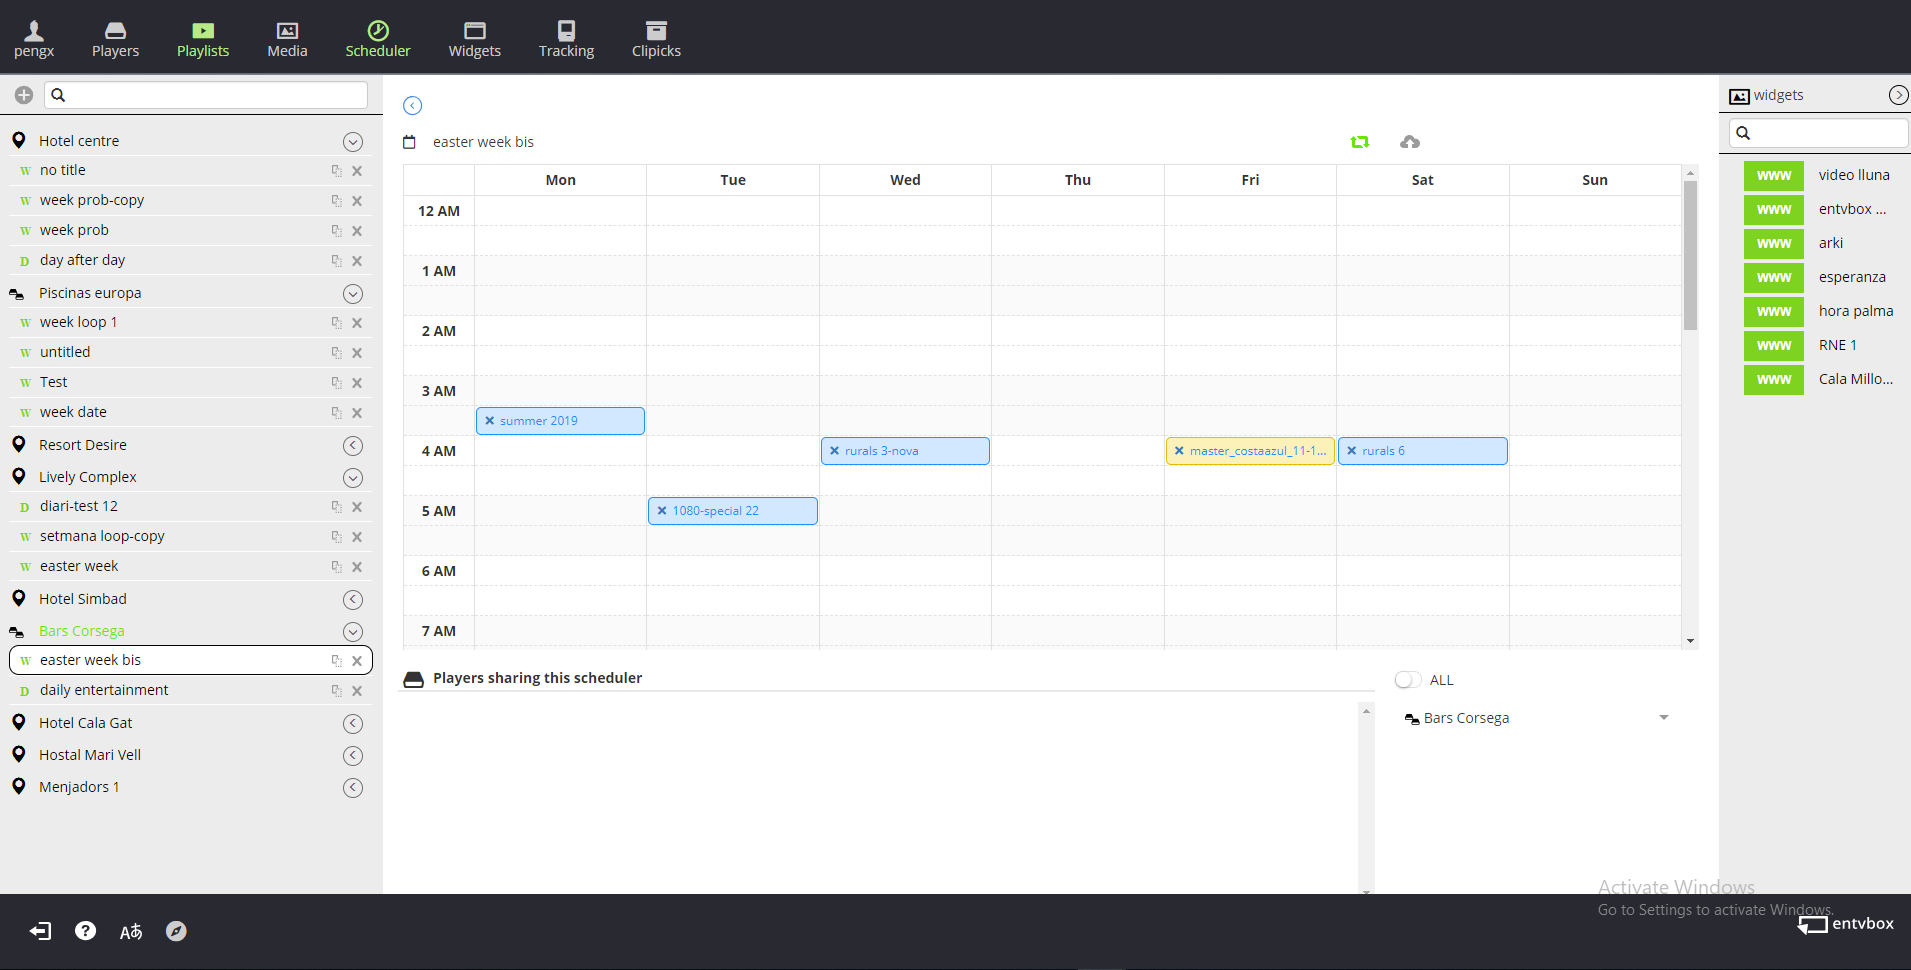 pengx
Players
Playlists
Media
Scheduler
Widgets
Tracking
Clipicks
Hotel centre
W no title
W week prob-copy
W week prob
D day after day
Piscinas europa
W week loop 1
W untitled
W Test
W week date
Resort Desire
Lively Complex
D diari-test 12
W setmana loop-copy
W easter week
Hotel Simbad
Bars Corsega
W easter week bis
D daily entertainment
Hotel Cala Gat
Hostal Mari Vell
Menjadors 1
easter week bis
Mon Tue Wed Thu Fri Sat Sun
12 AM
1 AM
2 AM
3 AM
summer 2019
4 AM
rurals 3-nova
master_costaazul_11-1...
rurals 6
5 AM
1080-special 22
6 AM
7 AM
Players sharing this scheduler
ALL
Bars Corsega
widgets
WWW video lluna
WWW entvbox ...
WWW arki
WWW esperanza
WWW hora palma
WWW RNE 1
WWW Cala Millo...
Activate Windows
Go to Settings to activate Windows.
Aあ
entvbox